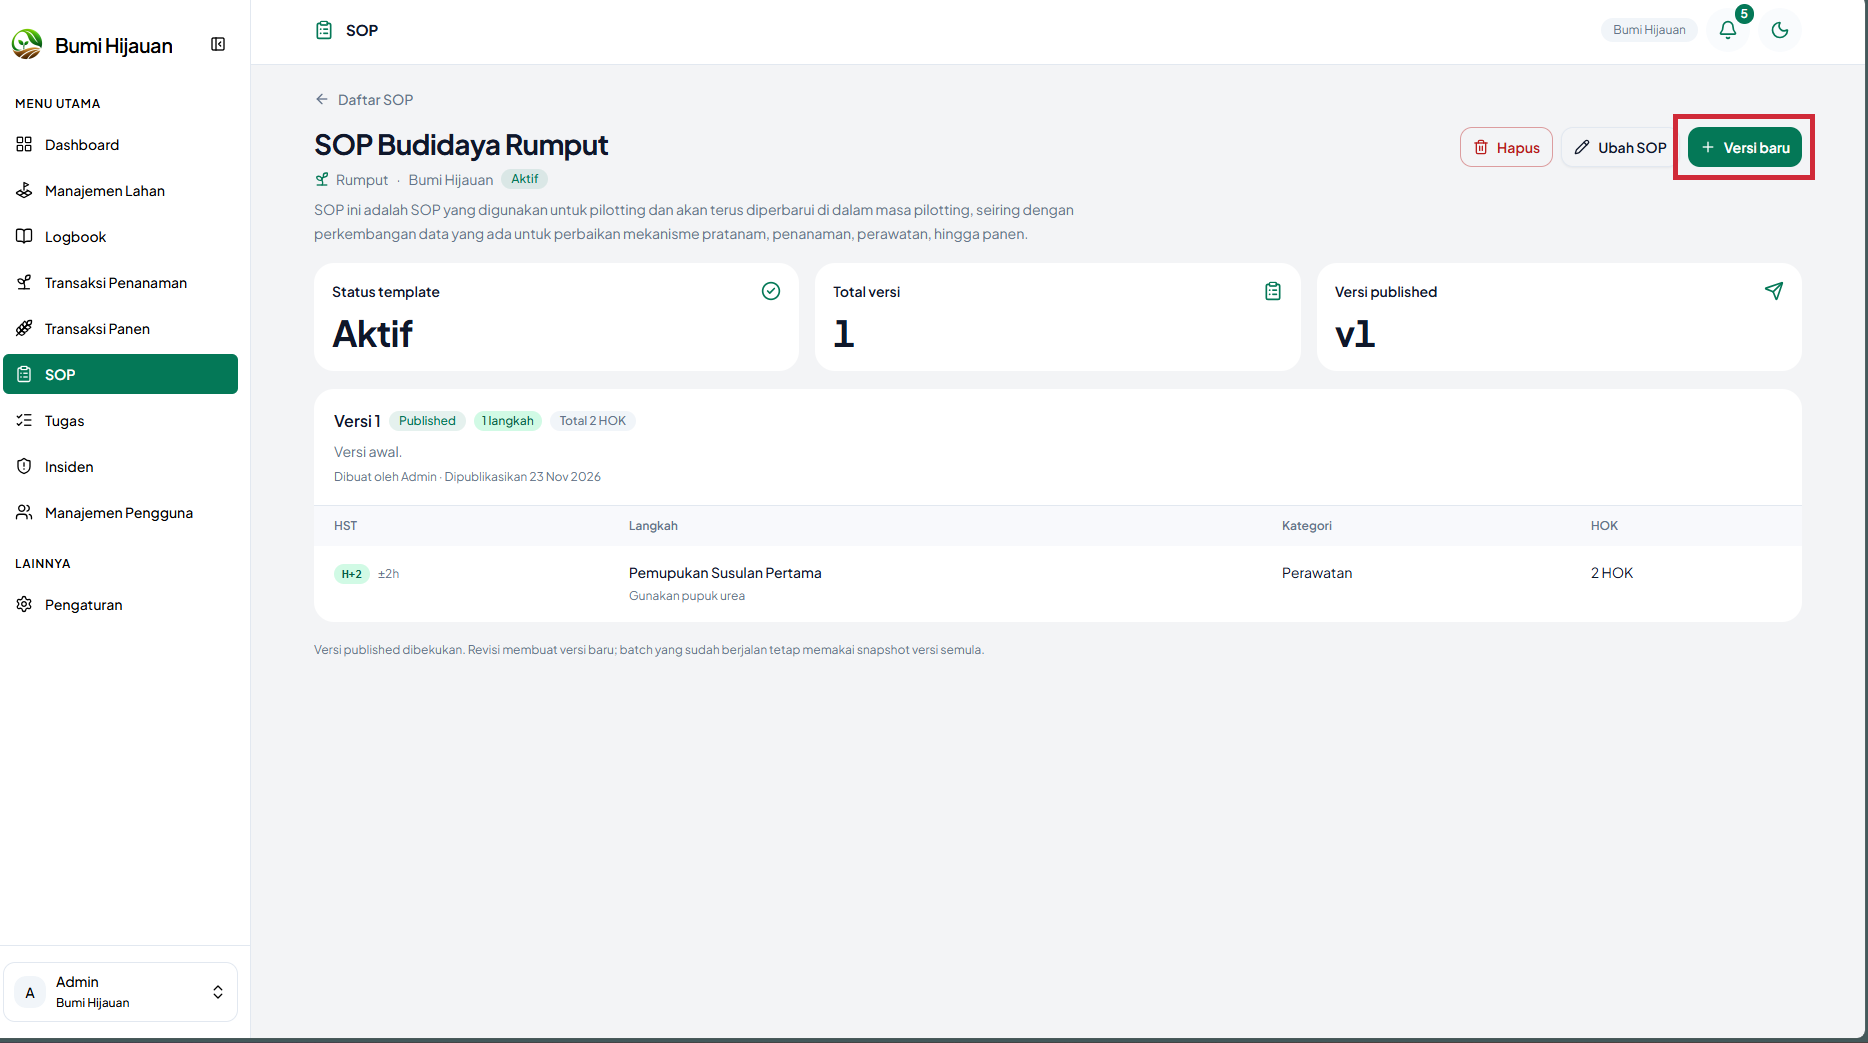 Bumi Hijauan
MENU UTAMA
Dashboard
Manajemen Lahan
Logbook
Transaksi Penanaman
Transaksi Panen
SOP
Tugas
Insiden
Manajemen Pengguna
LAINNYA
Pengaturan
A
Admin
Bumi Hijauan
SOP
Bumi Hijauan
5
Daftar SOP
SOP Budidaya Rumput
Hapus
Ubah SOP
+ Versi baru
Rumput · Bumi Hijauan Aktif
SOP ini adalah SOP yang digunakan untuk pilotting dan akan terus diperbarui di dalam masa pilotting, seiring dengan
perkembangan data yang ada untuk perbaikan mekanisme pratanam, penanaman, perawatan, hingga panen.
Status template
Aktif
Total versi
1
Versi published
v1
Versi 1 Published 1 langkah Total 2 HOK
Versi awal.
Dibuat oleh Admin · Dipublikasikan 23 Nov 2026
HST Langkah Kategori HOK
H+2 ±2h Pemupukan Susulan Pertama Perawatan 2 HOK
Gunakan pupuk urea
Versi published dibekukan. Revisi membuat versi baru; batch yang sudah berjalan tetap memakai snapshot versi semula.